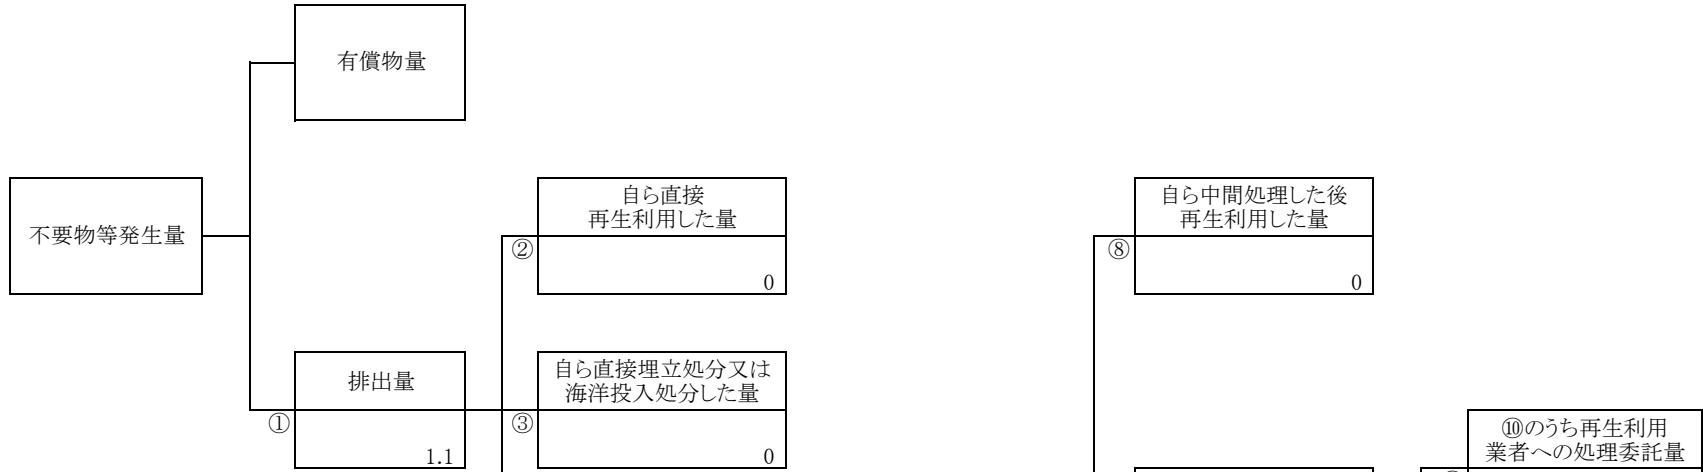 有償物量
不要物等発生量
自ら直接
再生利用した量
②
0
自ら中間処理した後
再生利用した量
⑧
0
排出量
①
1.1
自ら直接埋立処分又は
海洋投入処分した量
③
0
⑩のうち再生利用
業者への処理委託量